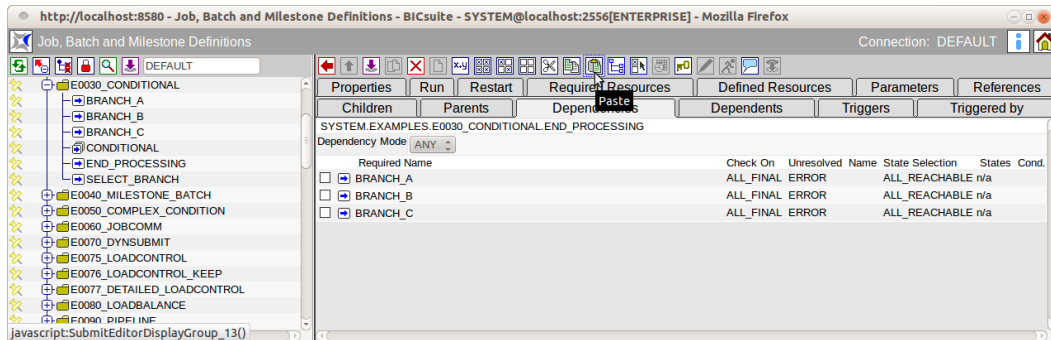 http://localhost:8580 - Job, Batch and Milestone Definitions - BICsuite - SYSTEM@localhost:2556[ENTERPRISE] - Mozilla Firefox
Job, Batch and Milestone Definitions
Connection: DEFAULT
DEFAULT
E0030_CONDITIONAL
BRANCH_A
BRANCH_B
BRANCH_C
CONDITIONAL
END_PROCESSING
SELECT_BRANCH
E0040_MILESTONE_BATCH
E0050_COMPLEX_CONDITION
E0060_JOBCOMM
E0070_DYNSUBMIT
E0075_LOADCONTROL
E0076_LOADCONTROL_KEEP
E0077_DETAILED_LOADCONTROL
E0080_LOADBALANCE
E0090_PIPELINE
javascript:SubmitEditorDisplayGroup_13()
x,y
Properties Run Restart Required Resources Defined Resources Parameters References
Paste
Children Parents Dependencies Dependents Triggers Triggered by
SYSTEM.EXAMPLES.E0030_CONDITIONAL.END_PROCESSING
Dependency Mode ANY
Required Name Check On Unresolved Name State Selection States Cond.
BRANCH_A ALL_FINAL ERROR ALL_REACHABLE n/a
BRANCH_B ALL_FINAL ERROR ALL_REACHABLE n/a
BRANCH_C ALL_FINAL ERROR ALL_REACHABLE n/a